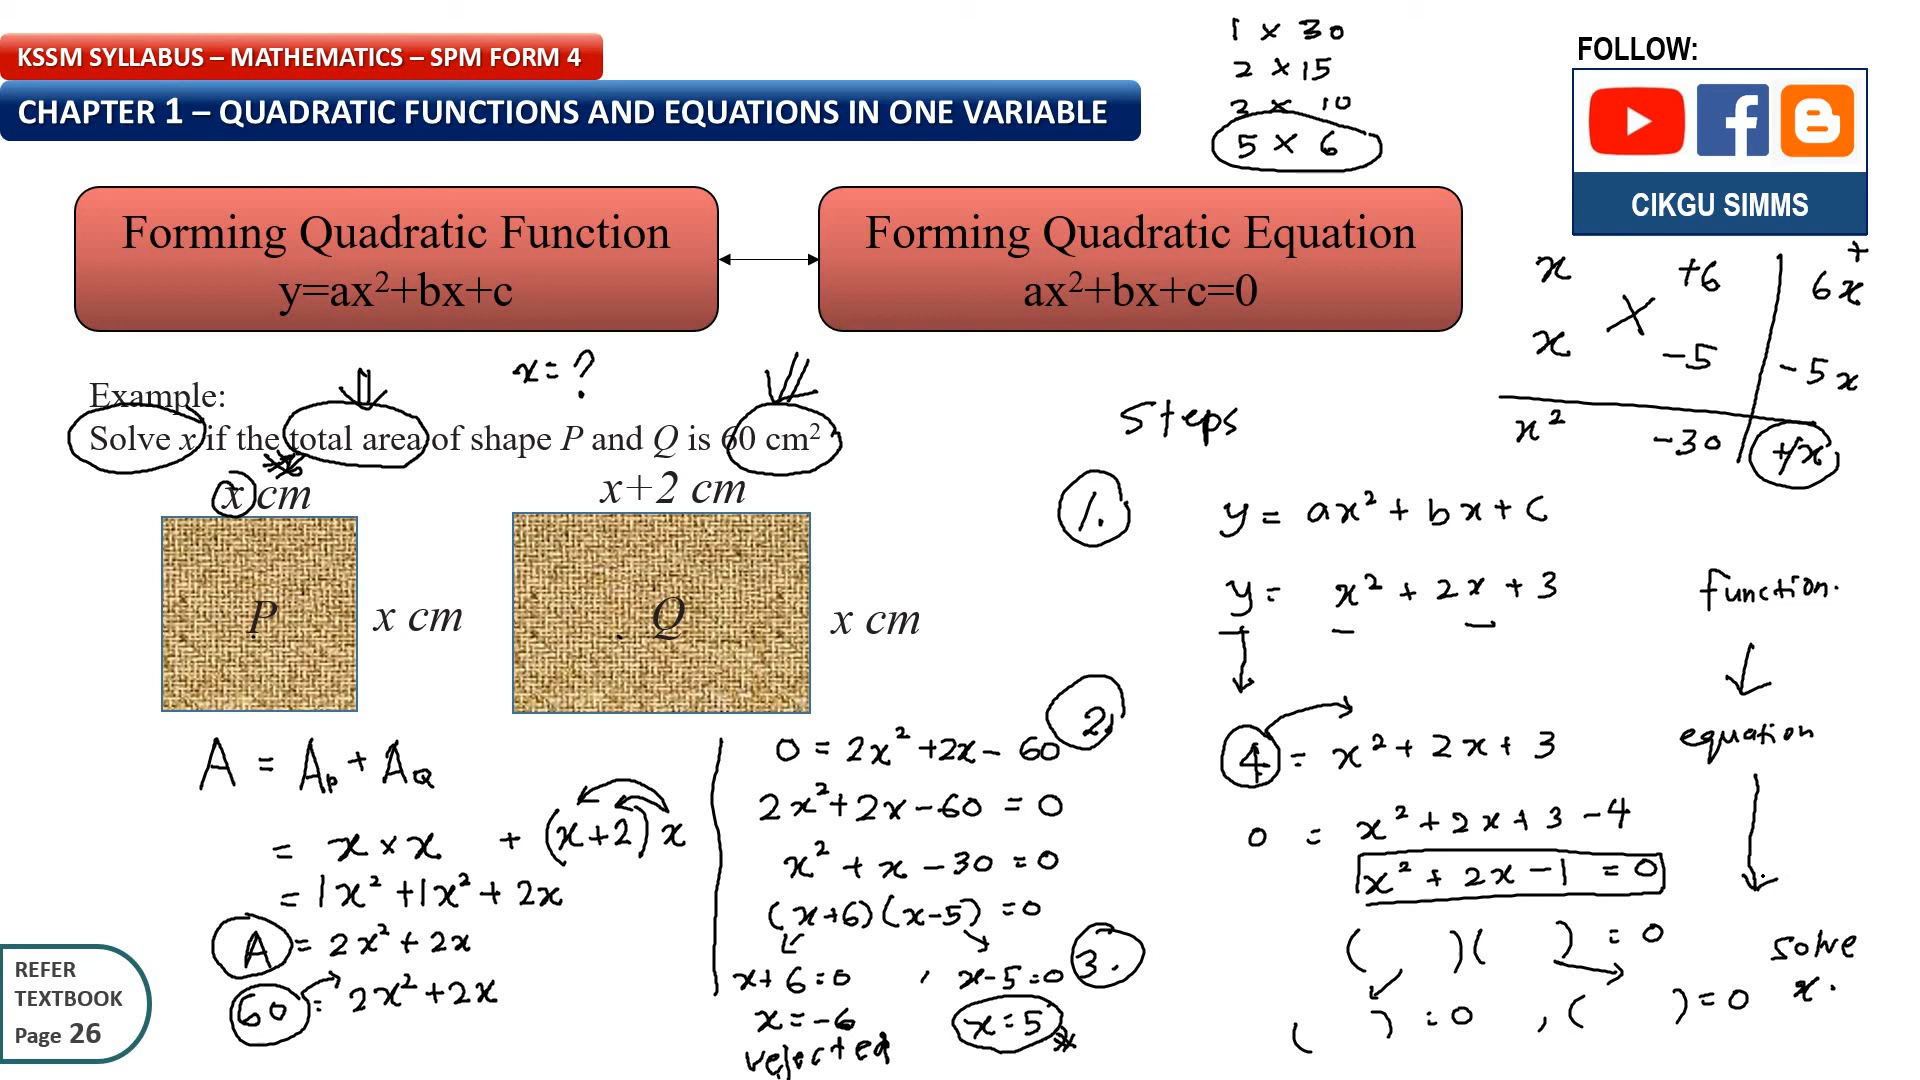 KSSM SYLLABUS – MATHEMATICS – SPM FORM 4
CHAPTER 1 – QUADRATIC FUNCTIONS AND EQUATIONS IN ONE VARIABLE
1 × 30
2 × 15
3 × 10
5 × 6
FOLLOW:
CIKGU SIMMS
Forming Quadratic Function
y=ax²+bx+c
Forming Quadratic Equation
ax²+bx+c=0
x +6 6x +
x -5 -5x
x² -30 +x
x = ?
Example:
Solve x if the total area of shape P and Q is 60 cm²
x cm
x+2 cm
P
x cm
Q
x cm
A = Ap + AQ
= x × x + (x+2)x
= 1x² + 1x² + 2x
A = 2x² + 2x
60 = 2x² + 2x
2.
0 = 2x² + 2x - 60
2x² + 2x - 60 = 0
x² + x - 30 = 0
(x+6)(x-5) = 0
3.
x+6=0 , x-5=0
x = -6
x = 5
rejected
Steps
1.
y = ax² + bx + c
y = x² + 2x + 3
4 = x² + 2x + 3
0 = x² + 2x + 3 - 4
x² + 2x - 1 = 0
( )( ) = 0
( ) = 0 , ( ) = 0
function.
equation
solve
x.
REFER
TEXTBOOK
Page 26